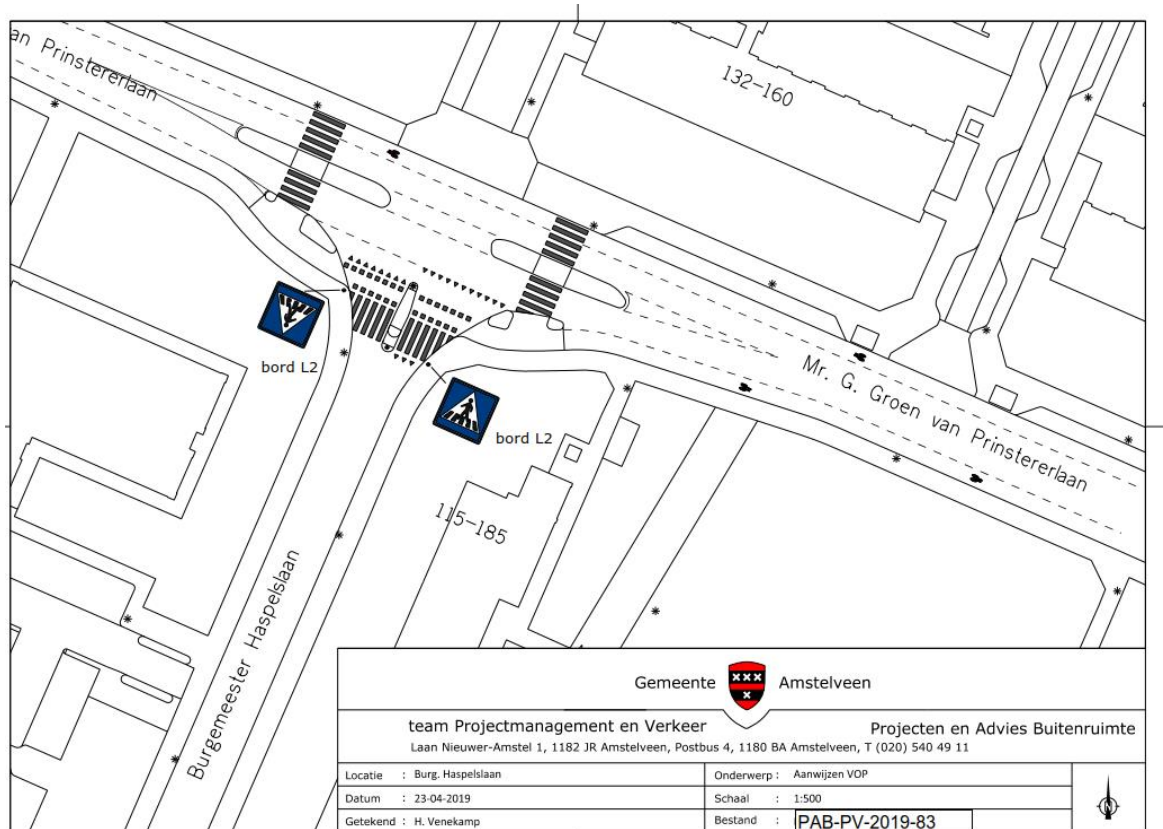 an Prinstererlaan
132-160
bord L2
Mr. G. Groen van Prinstererlaan
bord L2
115-185
Burgemeester Haspelslaan
Gemeente Amstelveen
team Projectmanagement en Verkeer Projecten en Advies Buitenruimte
Laan Nieuwer-Amstel 1, 1182 JR Amstelveen, Postbus 4, 1180 BA Amstelveen, T (020) 540 49 11
Locatie : Burg. Haspelslaan Onderwerp : Aanwijzen VOP
Datum : 23-04-2019 Schaal : 1:500
Getekend : H. Venekamp Bestand : PAB-PV-2019-83